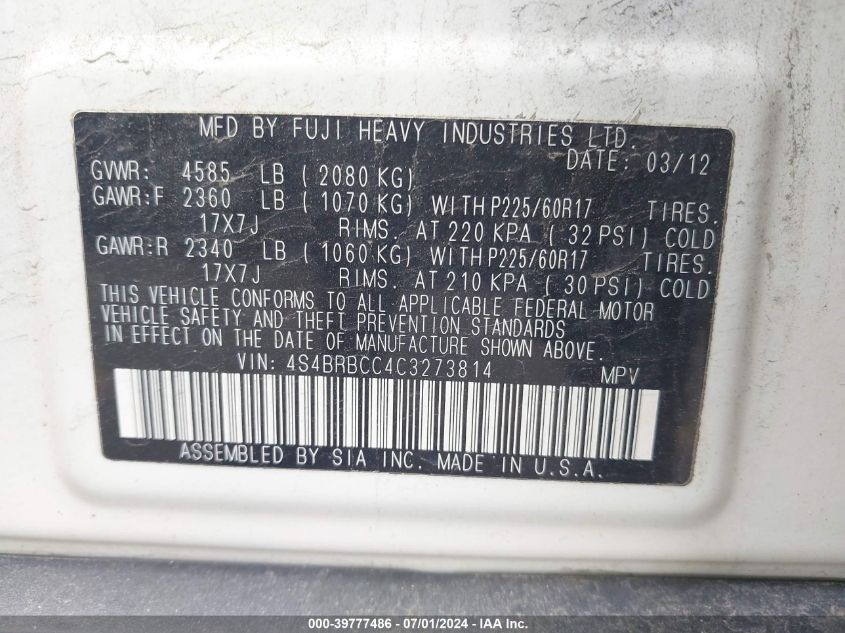 MFD BY FUJI HEAVY INDUSTRIES LTD.
DATE: 03/12
GVWR: 4585 LB ( 2080 KG)
GAWR:F 2360 LB ( 1070 KG) WITH P225/60R17 TIRES.
17X7J RIMS. AT 220 KPA ( 32 PSI) COLD
GAWR:R 2340 LB ( 1060 KG) WITH P225/60R17 TIRES.
17X7J RIMS. AT 210 KPA ( 30 PSI) COLD
THIS VEHICLE CONFORMS TO ALL APPLICABLE FEDERAL MOTOR
VEHICLE SAFETY AND THEFT PREVENTION STANDARDS
IN EFFECT ON THE DATE OF MANUFACTURE SHOWN ABOVE.
VIN: 4S4BRBCC4C3273814 MPV
ASSEMBLED BY SIA INC. MADE IN U.S.A.
000-39777486 - 07/01/2024 - IAA Inc.